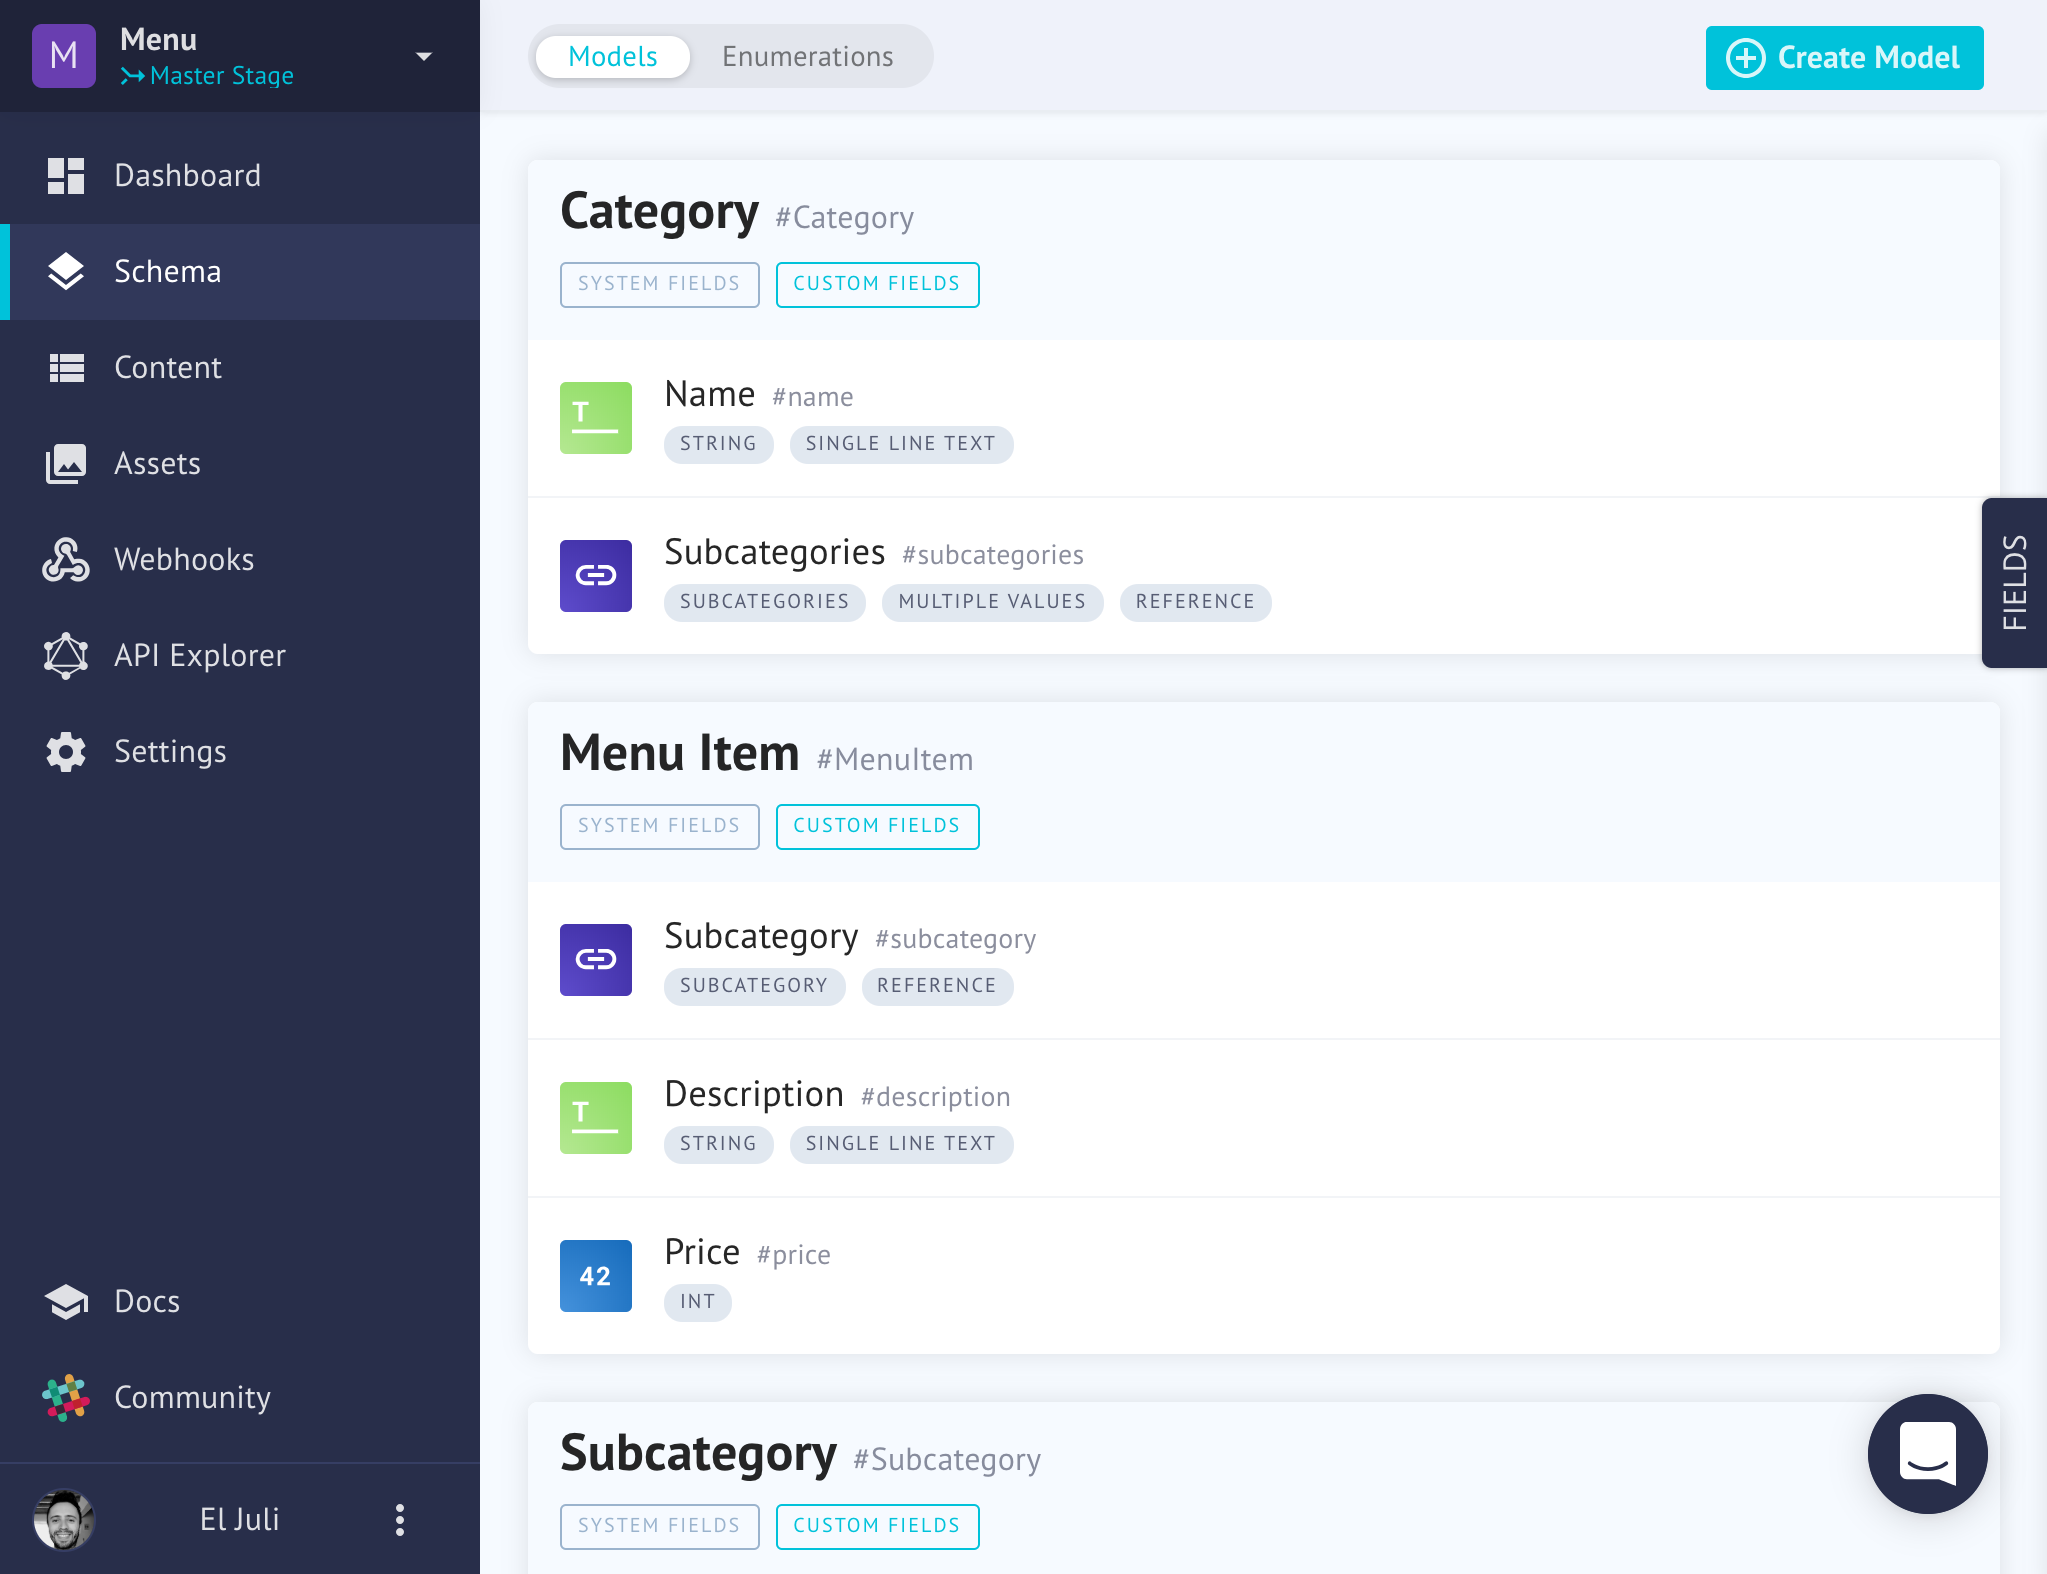 M
Menu
Master Stage
Dashboard
Schema
Content
Assets
Webhooks
API Explorer
Settings
Docs
Community
El Juli
Models Enumerations
Create Model
Category #Category
SYSTEM FIELDS CUSTOM FIELDS
T
Name #name
STRING SINGLE LINE TEXT
Subcategories #subcategories
SUBCATEGORIES MULTIPLE VALUES REFERENCE
FIELDS
Menu Item #MenuItem
SYSTEM FIELDS CUSTOM FIELDS
Subcategory #subcategory
SUBCATEGORY REFERENCE
T
Description #description
STRING SINGLE LINE TEXT
42
Price #price
INT
Subcategory #Subcategory
SYSTEM FIELDS CUSTOM FIELDS